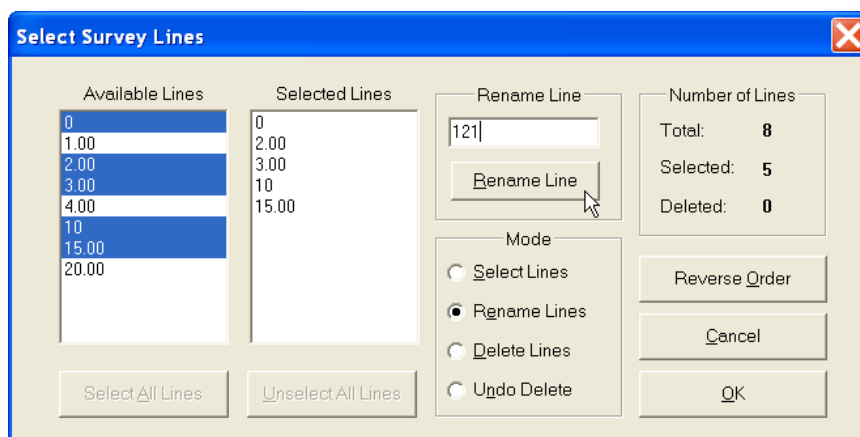 Select Survey Lines
Available Lines
0
1.00
2.00
3.00
4.00
10
15.00
20.00
Select All Lines
Selected Lines
0
2.00
3.00
10
15.00
Unselect All Lines
Rename Line
121
Rename Line
Mode
Select Lines
Rename Lines
Delete Lines
Undo Delete
Number of Lines
Total: 8
Selected: 5
Deleted: 0
Reverse Order
Cancel
OK